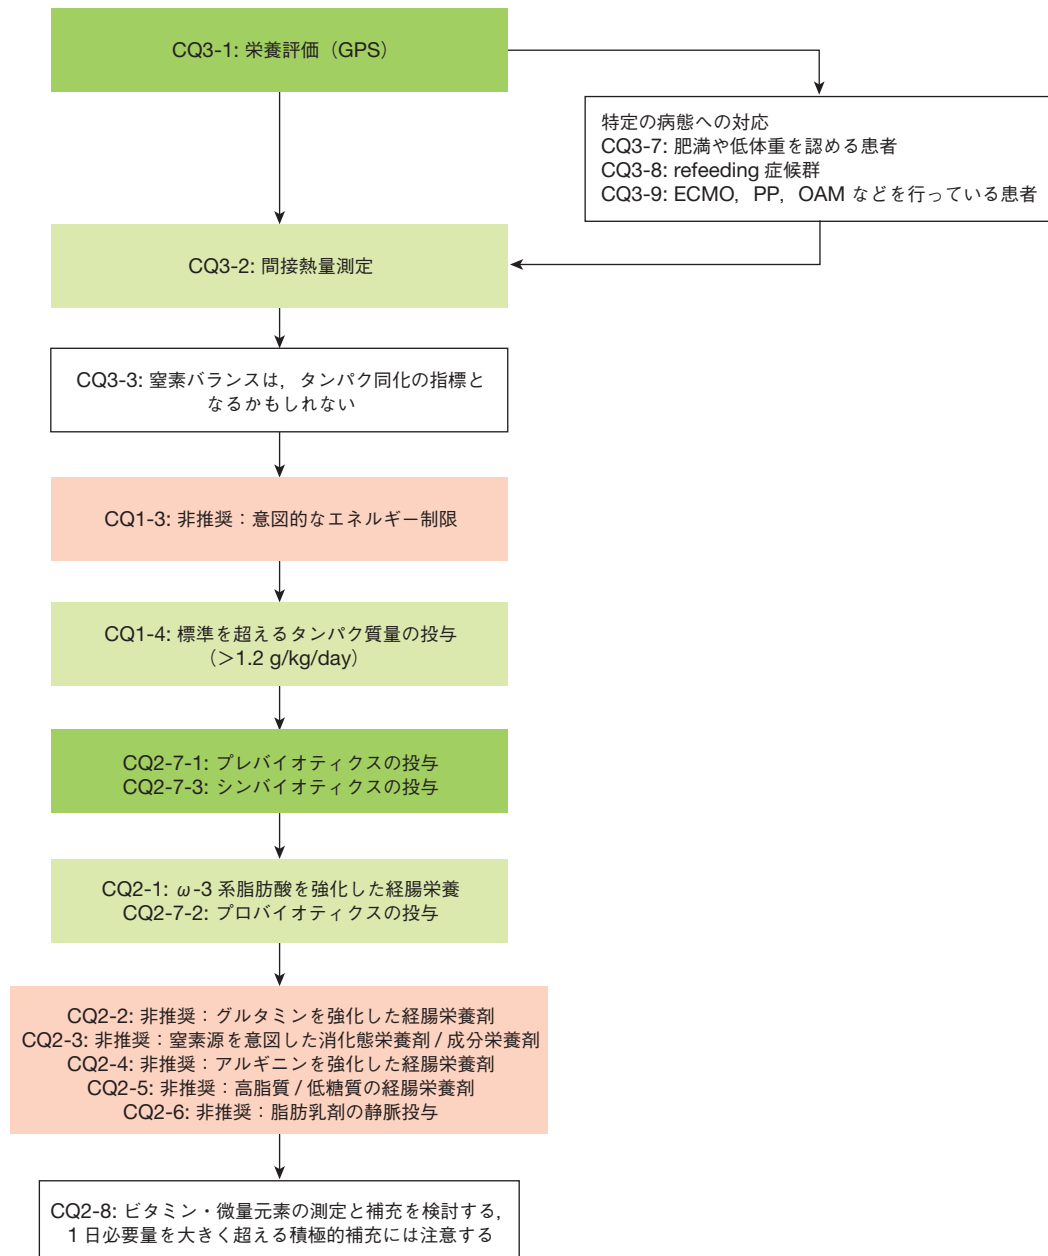 CQ3-1: 栄養評価（GPS）
特定の病態への対応
CQ3-7: 肥満や低体重を認める患者
CQ3-8: refeeding 症候群
CQ3-9: ECMO，PP，OAM などを行っている患者
CQ3-2: 間接熱量測定
CQ3-3: 窒素バランスは，タンパク同化の指標と
なるかもしれない
CQ1-3: 非推奨：意図的なエネルギー制限
CQ1-4: 標準を超えるタンパク質量の投与
（＞1.2 g/kg/day）
CQ2-7-1: プレバイオティクスの投与
CQ2-7-3: シンバイオティクスの投与
CQ2-1: ω-3 系脂肪酸を強化した経腸栄養
CQ2-7-2: プロバイオティクスの投与
CQ2-2: 非推奨：グルタミンを強化した経腸栄養剤
CQ2-3: 非推奨：窒素源を意図した消化態栄養剤 / 成分栄養剤
CQ2-4: 非推奨：アルギニンを強化した経腸栄養剤
CQ2-5: 非推奨：高脂質 / 低糖質の経腸栄養剤
CQ2-6: 非推奨：脂肪乳剤の静脈投与
CQ2-8: ビタミン・微量元素の測定と補充を検討する，
1 日必要量を大きく超える積極的補充には注意する